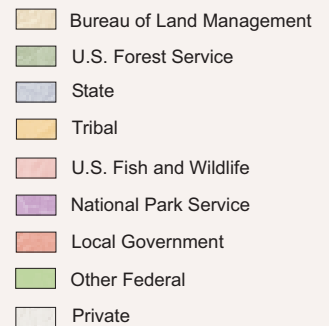 Bureau of Land Management
U.S. Forest Service
State
Tribal
U.S. Fish and Wildlife
National Park Service
Local Government
Other Federal
Private